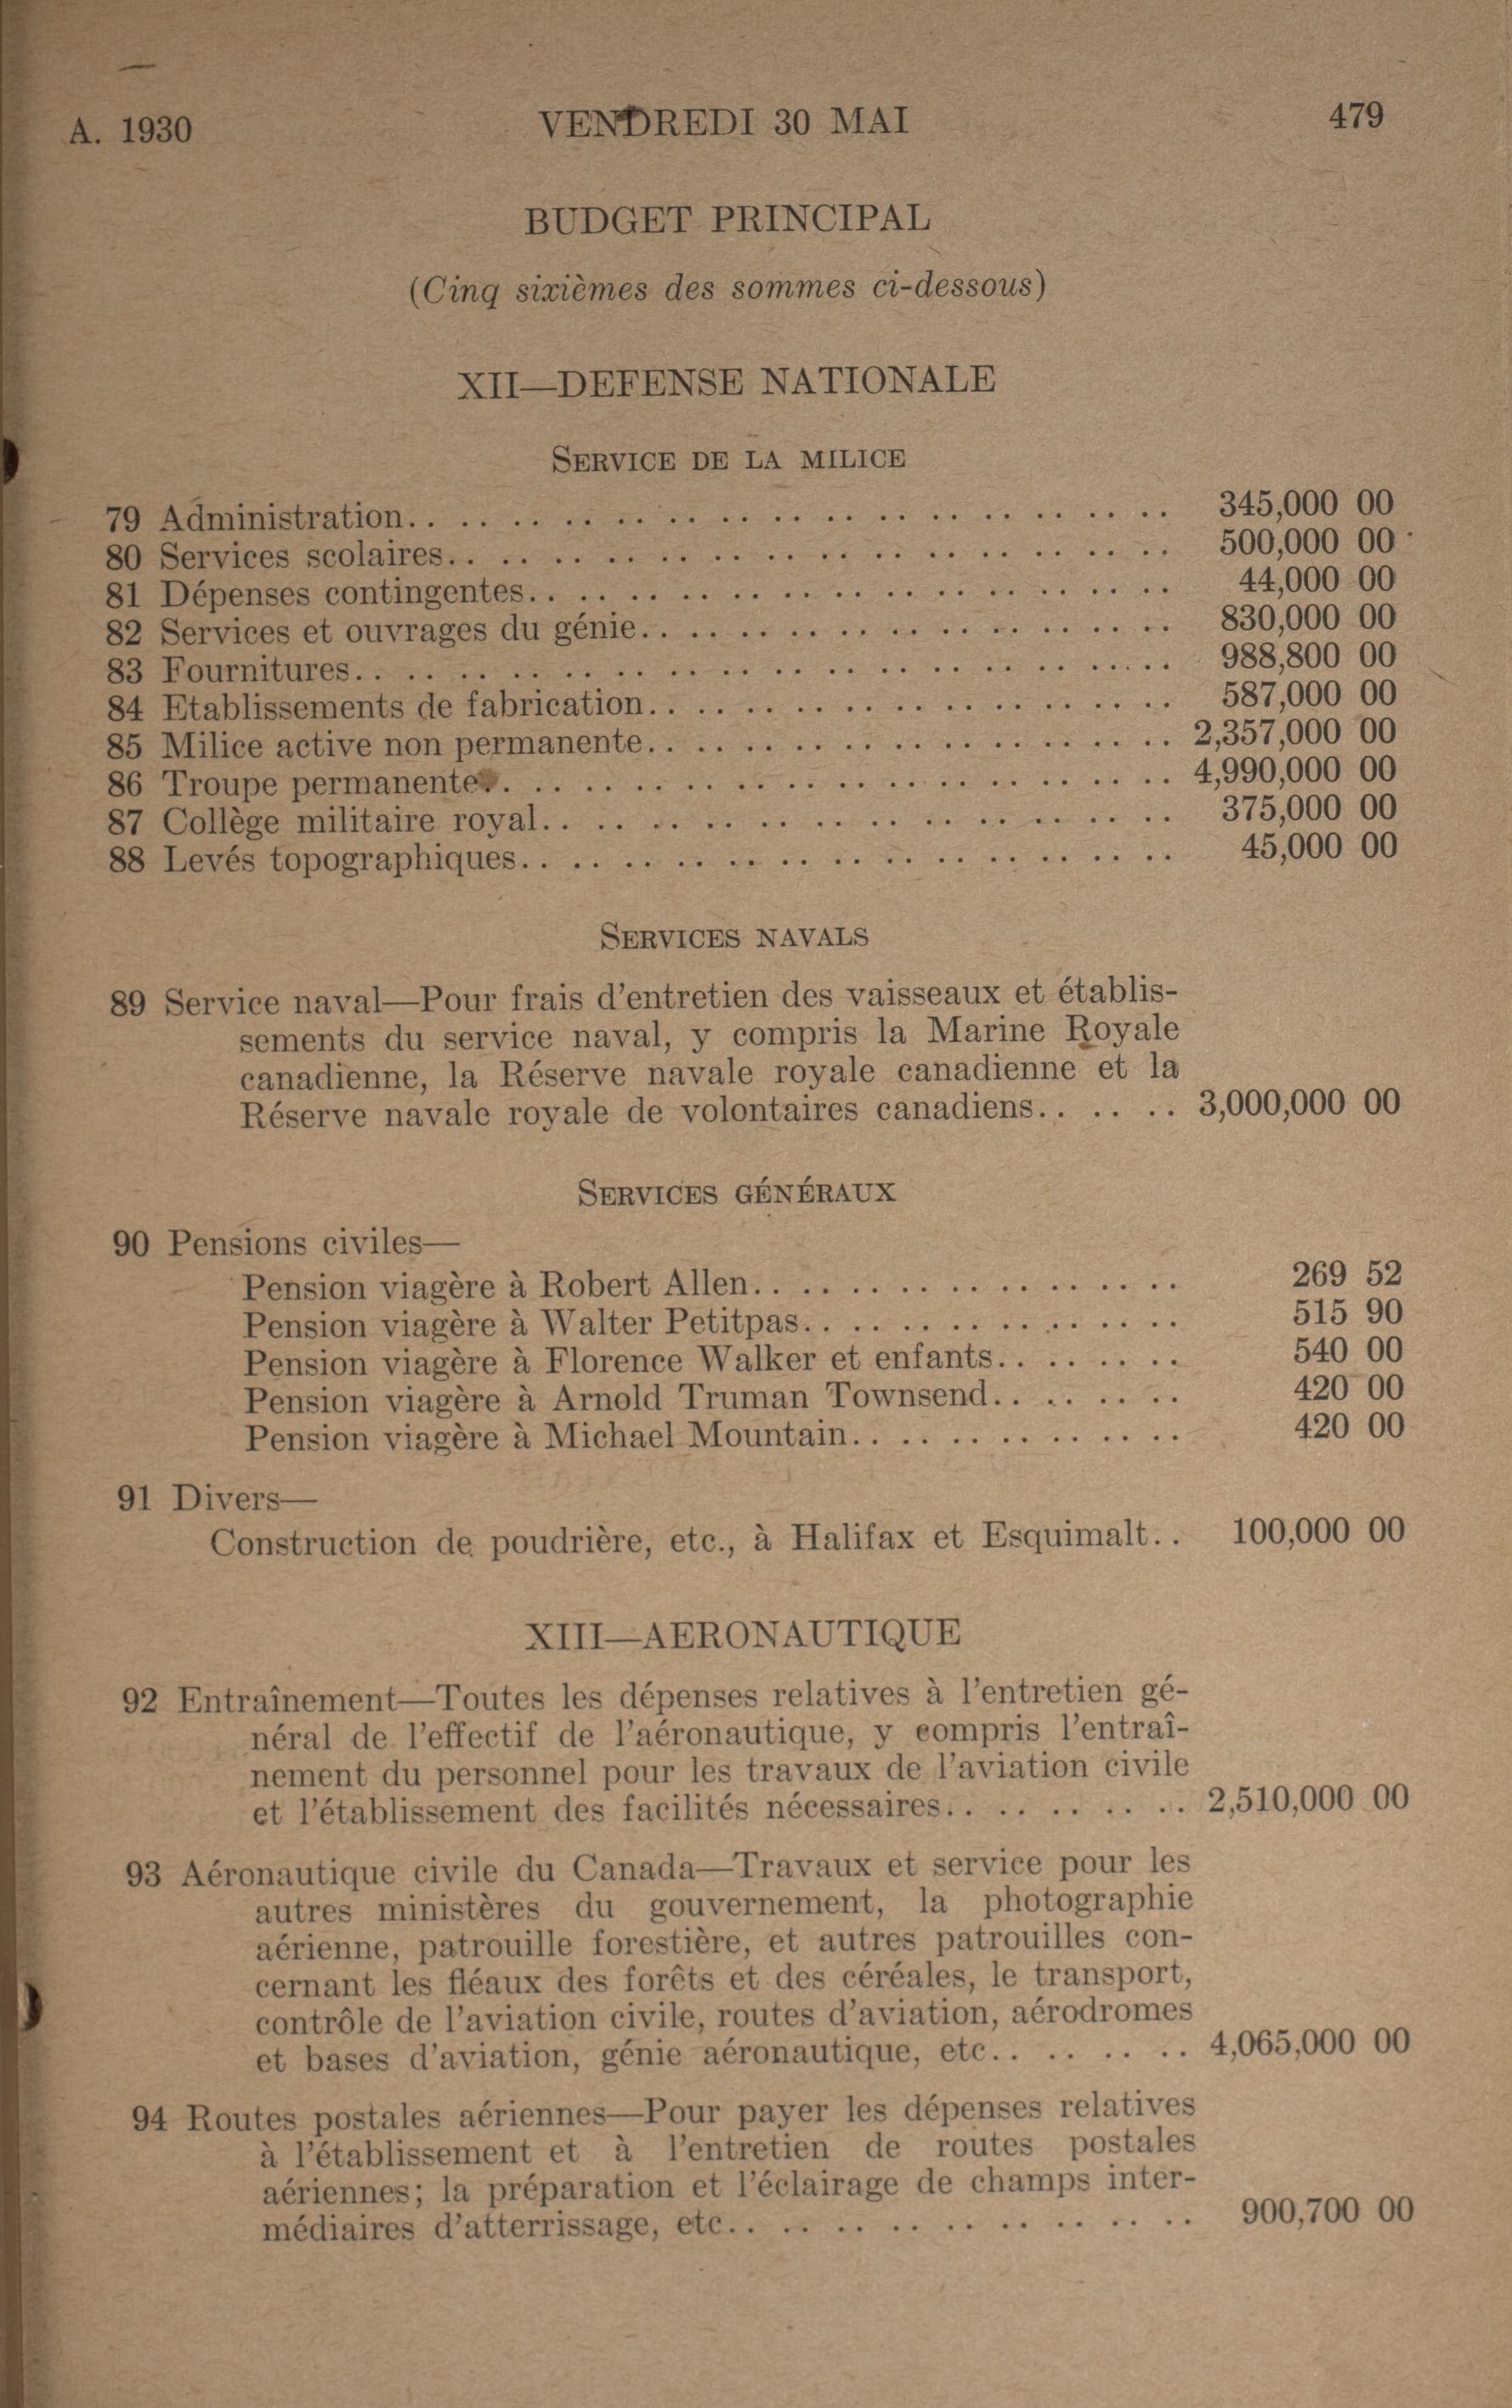 A. 1930 VENDREDI 30 MAI 479
BUDGET PRINCIPAL
(Cinq sixièmes des sommes ci-dessous)
XII—DEFENSE NATIONALE
SERVICE DE LA MILICE
79 Administration.. .. .. .. .. .. .. .. .. .. .. .. .. .. .. 345,000 00
80 Services scolaires.. .. .. .. .. .. .. .. .. .. .. .. .. .. 500,000 00
81 Dépenses contingentes.. .. .. .. .. .. .. .. .. .. .. .. .. 44,000 00
82 Services et ouvrages du génie.. .. .. .. .. .. .. .. .. .. .. 830,000 00
83 Fournitures.. .. .. .. .. .. .. .. .. .. .. .. .. .. ..... .. 988,800 00
84 Etablissements de fabrication.. .. .. .. .. .. .. .. .. .. .. 587,000 00
85 Milice active non permanente.. .. .. .. .. .. .. .. .. .. .. 2,357,000 00
86 Troupe permanente.. .. .. .. .. .. .. .. .. .. .. .. .. .. 4,990,000 00
87 Collège militaire royal.. .. .. .. .. .. .. .. .. .. .. .. .. 375,000 00
88 Levés topographiques.. .. .. .. .. .. .. .. .. .. .. .. .. 45,000 00
SERVICES NAVALS
89 Service naval—Pour frais d'entretien des vaisseaux et établis-
sements du service naval, y compris la Marine Royale
canadienne, la Réserve navale royale canadienne et la
Réserve navale royale de volontaires canadiens.. .. .. .. 3,000,000 00
SERVICES GÉNÉRAUX
90 Pensions civiles—
Pension viagère à Robert Allen.. .. .. .. .. .. .. .. .. 269 52
Pension viagère à Walter Petitpas.. .. .. .. .. .. .. .. 515 90
Pension viagère à Florence Walker et enfants.. .. .. .. 540 00
Pension viagère à Arnold Truman Townsend.. .. .. .. .. 420 00
Pension viagère à Michael Mountain.. .. .. .. .. .. .. 420 00
91 Divers—
Construction de poudrière, etc., à Halifax et Esquimalt.. 100,000 00
XIII—AERONAUTIQUE
92 Entraînement—Toutes les dépenses relatives à l'entretien gé-
néral de l'effectif de l'aéronautique, y compris l'entraî-
nement du personnel pour les travaux de l'aviation civile
et l'établissement des facilités nécessaires.. .. .. .. .. .. 2,510,000 00
93 Aéronautique civile du Canada—Travaux et service pour les
autres ministères du gouvernement, la photographie
aérienne, patrouille forestière, et autres patrouilles con-
cernant les fléaux des forêts et des céréales, le transport,
contrôle de l'aviation civile, routes d'aviation, aérodromes
et bases d'aviation, génie aéronautique, etc.. .. .. .. .. 4,065,000 00
94 Routes postales aériennes—Pour payer les dépenses relatives
à l'établissement et à l'entretien de routes postales
aériennes; la préparation et l'éclairage de champs inter-
médiaires d'atterrissage, etc.. .. .. .. .. .. .. .. .. .. 900,700 00